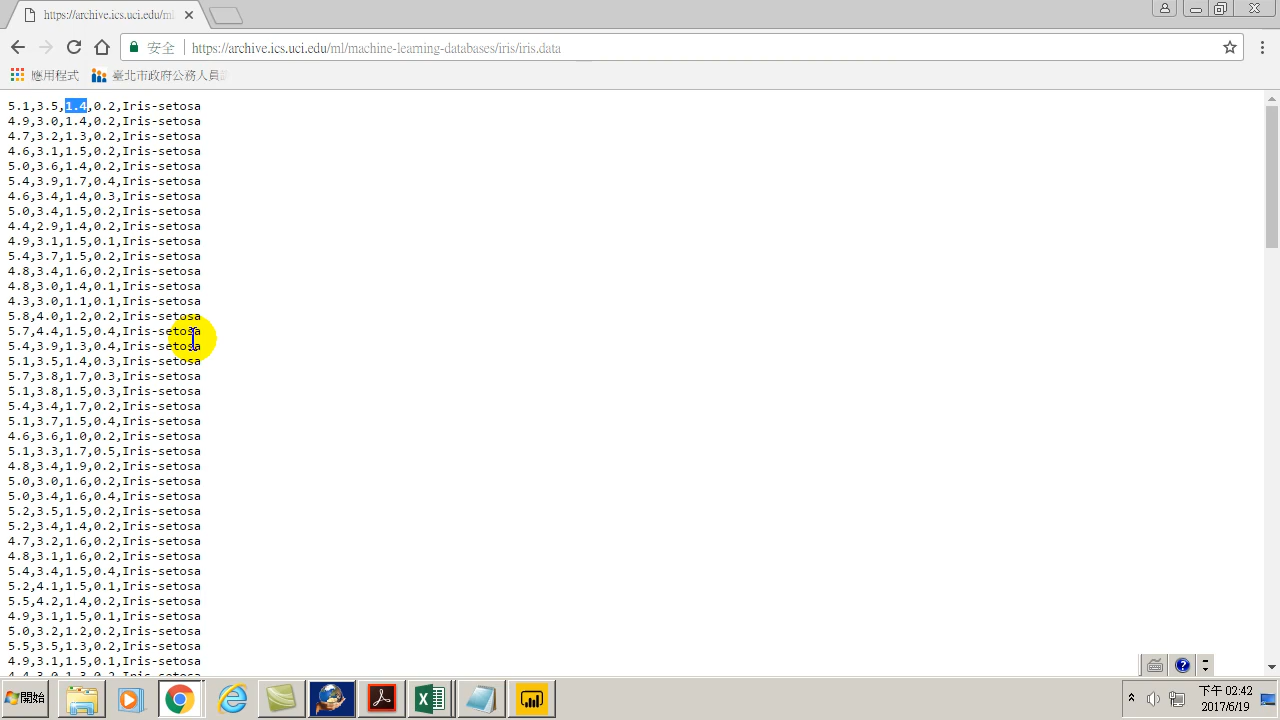 https://archive.ics.uci.edu/ml
安全
https://archive.ics.uci.edu/ml/machine-learning-databases/iris/iris.data
應用程式
臺北市政府公務人員
5.1,3.5,1.4,0.2,Iris-setosa
4.9,3.0,1.4,0.2,Iris-setosa
4.7,3.2,1.3,0.2,Iris-setosa
4.6,3.1,1.5,0.2,Iris-setosa
5.0,3.6,1.4,0.2,Iris-setosa
5.4,3.9,1.7,0.4,Iris-setosa
4.6,3.4,1.4,0.3,Iris-setosa
5.0,3.4,1.5,0.2,Iris-setosa
4.4,2.9,1.4,0.2,Iris-setosa
4.9,3.1,1.5,0.1,Iris-setosa
5.4,3.7,1.5,0.2,Iris-setosa
4.8,3.4,1.6,0.2,Iris-setosa
4.8,3.0,1.4,0.1,Iris-setosa
4.3,3.0,1.1,0.1,Iris-setosa
5.8,4.0,1.2,0.2,Iris-setosa
5.7,4.4,1.5,0.4,Iris-setosa
5.4,3.9,1.3,0.4,Iris-setosa
5.1,3.5,1.4,0.3,Iris-setosa
5.7,3.8,1.7,0.3,Iris-setosa
5.1,3.8,1.5,0.3,Iris-setosa
5.4,3.4,1.7,0.2,Iris-setosa
5.1,3.7,1.5,0.4,Iris-setosa
4.6,3.6,1.0,0.2,Iris-setosa
5.1,3.3,1.7,0.5,Iris-setosa
4.8,3.4,1.9,0.2,Iris-setosa
5.0,3.0,1.6,0.2,Iris-setosa
5.0,3.4,1.6,0.4,Iris-setosa
5.2,3.5,1.5,0.2,Iris-setosa
5.2,3.4,1.4,0.2,Iris-setosa
4.7,3.2,1.6,0.2,Iris-setosa
4.8,3.1,1.6,0.2,Iris-setosa
5.4,3.4,1.5,0.4,Iris-setosa
5.2,4.1,1.5,0.1,Iris-setosa
5.5,4.2,1.4,0.2,Iris-setosa
4.9,3.1,1.5,0.1,Iris-setosa
5.0,3.2,1.2,0.2,Iris-setosa
5.5,3.5,1.3,0.2,Iris-setosa
4.9,3.1,1.5,0.1,Iris-setosa
4.4,3.0,1.3,0.2,Iris-setosa
開始
下午 02:42
2017/6/19